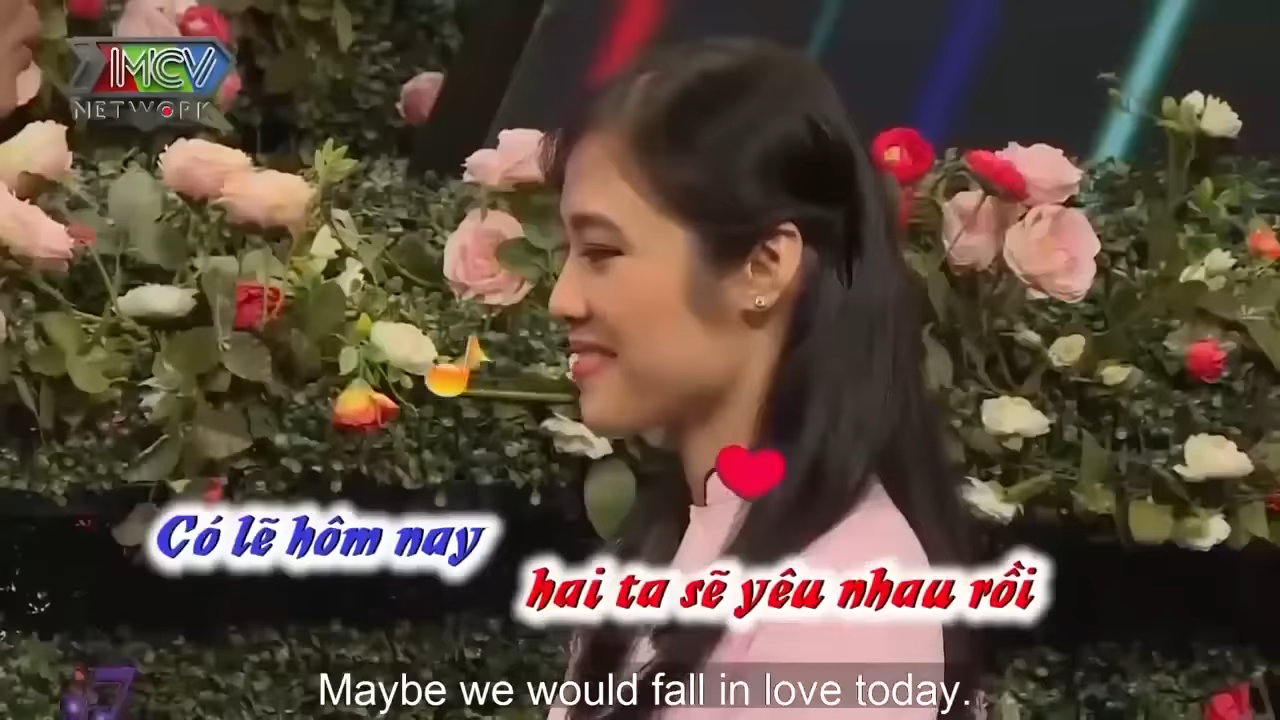 MCV
NETWORK
Có lẽ hôm nay
hai ta sẽ yêu nhau rồi
Maybe we would fall in love today.